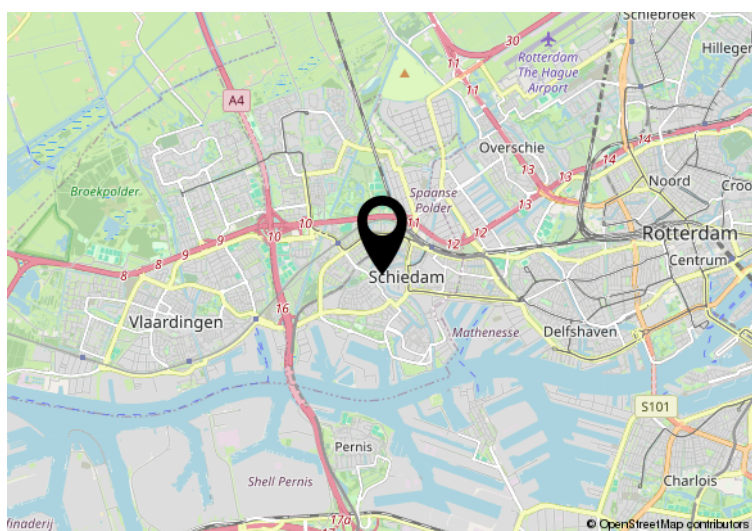 Schiebroek
30
Rotterdam
The Hague
Airport
Hilleger
11
11
A4
Overschie
13
14
14
13
13
Broekpolder
Spaanse
Polder
Noord
Croo
10
10
11
12
12
9
9
8
8
Rotterdam
Centrum
Schiedam
16
Vlaardingen
Mathenesse
Delfshaven
S101
Pernis
Shell Pernis
Charlois
17a
© OpenStreetMap contributors